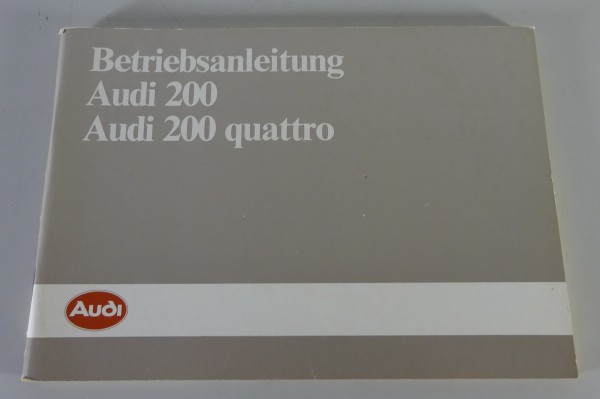 Betriebsanleitung
Audi 200
Audi 200 quattro
Audi